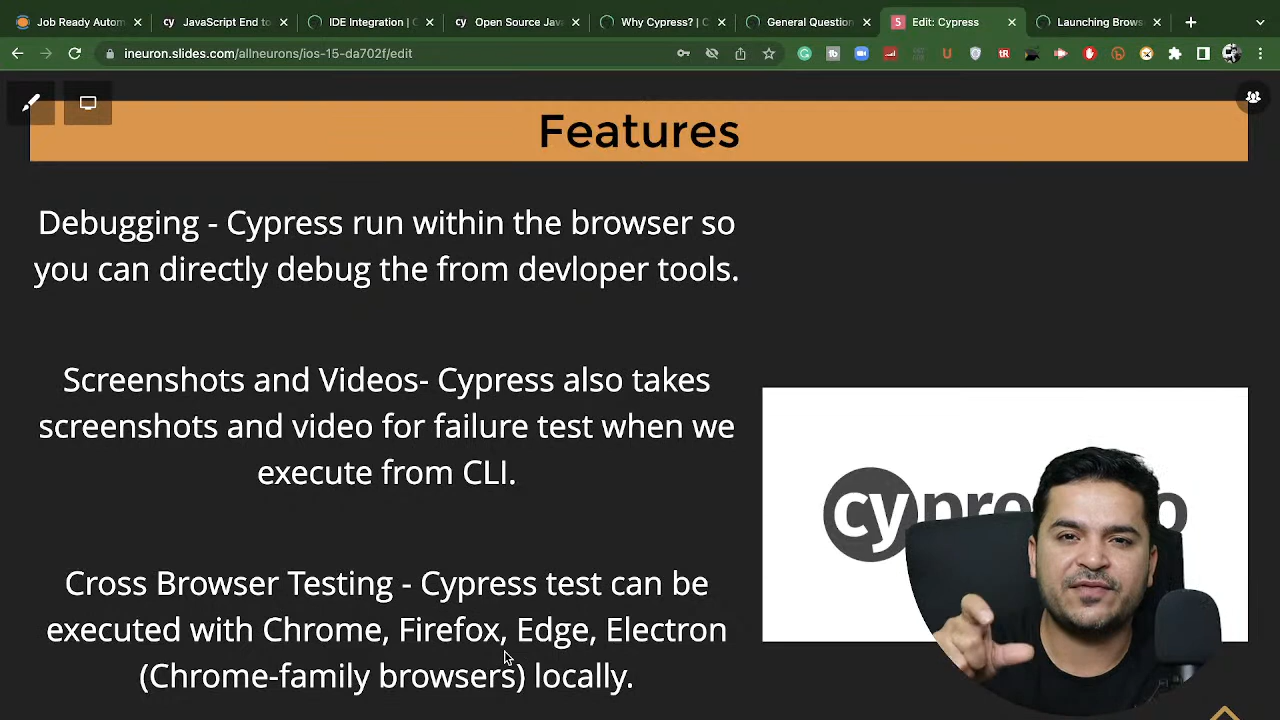 Job Ready Autom
JavaScript End to
IDE Integration | C
Open Source Java
Why Cypress? | C
General Question
Edit: Cypress
Launching Brows
ineuron.slides.com/allneurons/ios-15-da702f/edit
Features
Debugging - Cypress run within the browser so
you can directly debug the from devloper tools.
Screenshots and Videos- Cypress also takes
screenshots and video for failure test when we
execute from CLI.
Cross Browser Testing - Cypress test can be
executed with Chrome, Firefox, Edge, Electron
(Chrome-family browsers) locally.